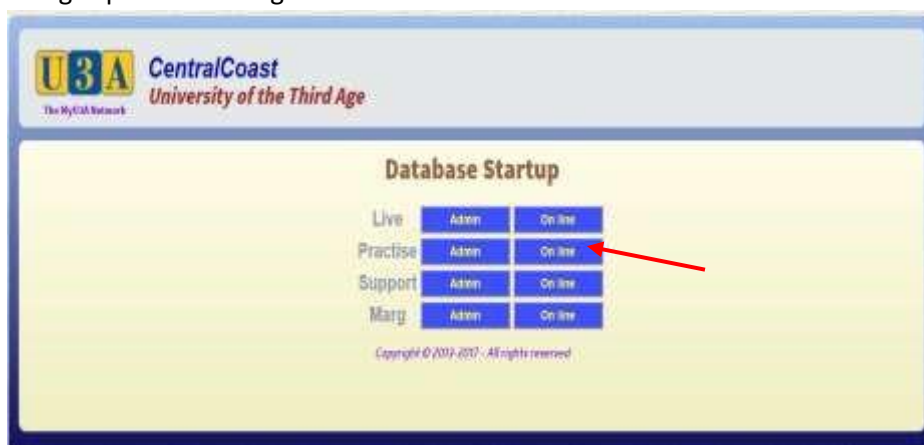 U3A
The MyU3A Network
CentralCoast
University of the Third Age
Database Startup
Live Admin On line
Practise Admin On line
Support Admin On line
Marg Admin On line
Copyright © 2013-2017 - All rights reserved